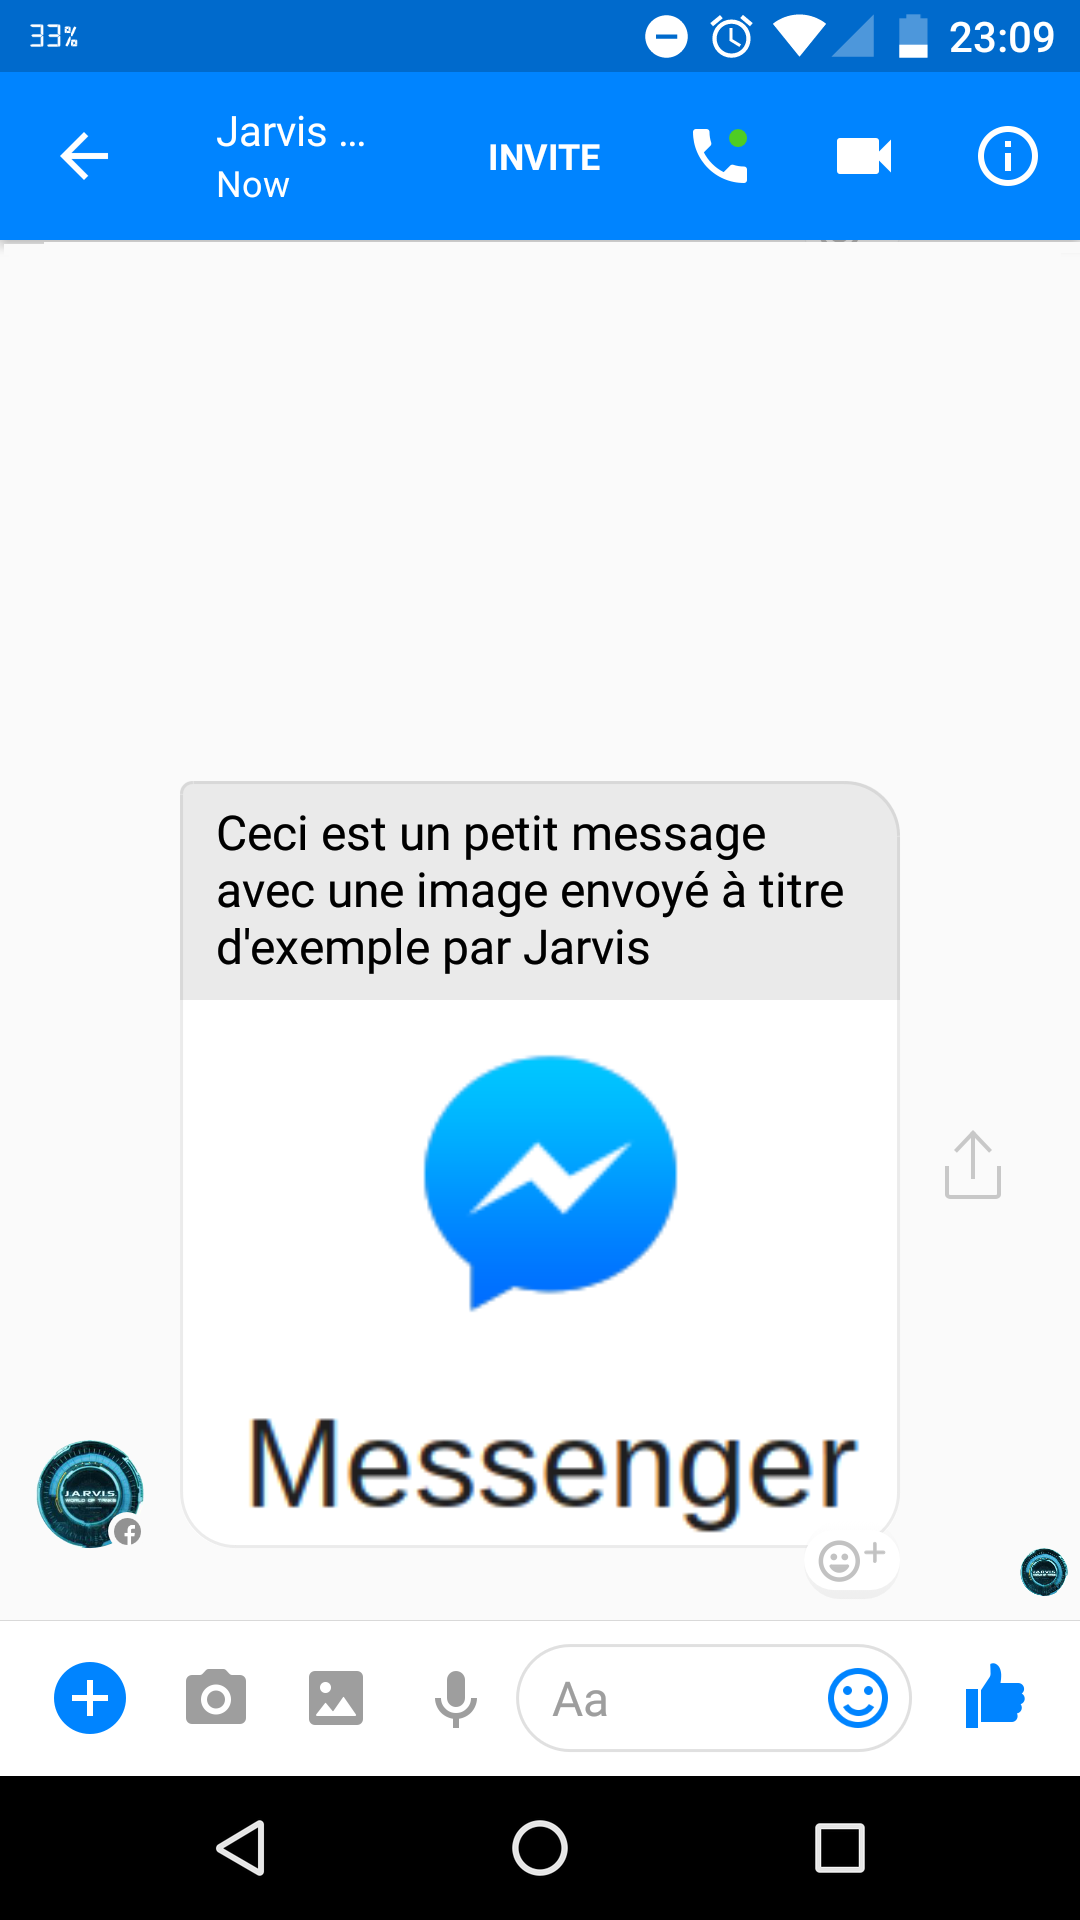 33%
23:09
Jarvis ...
Now
INVITE
Ceci est un petit message
avec une image envoyé à titre
d'exemple par Jarvis
Messenger
JARVIS
Aa